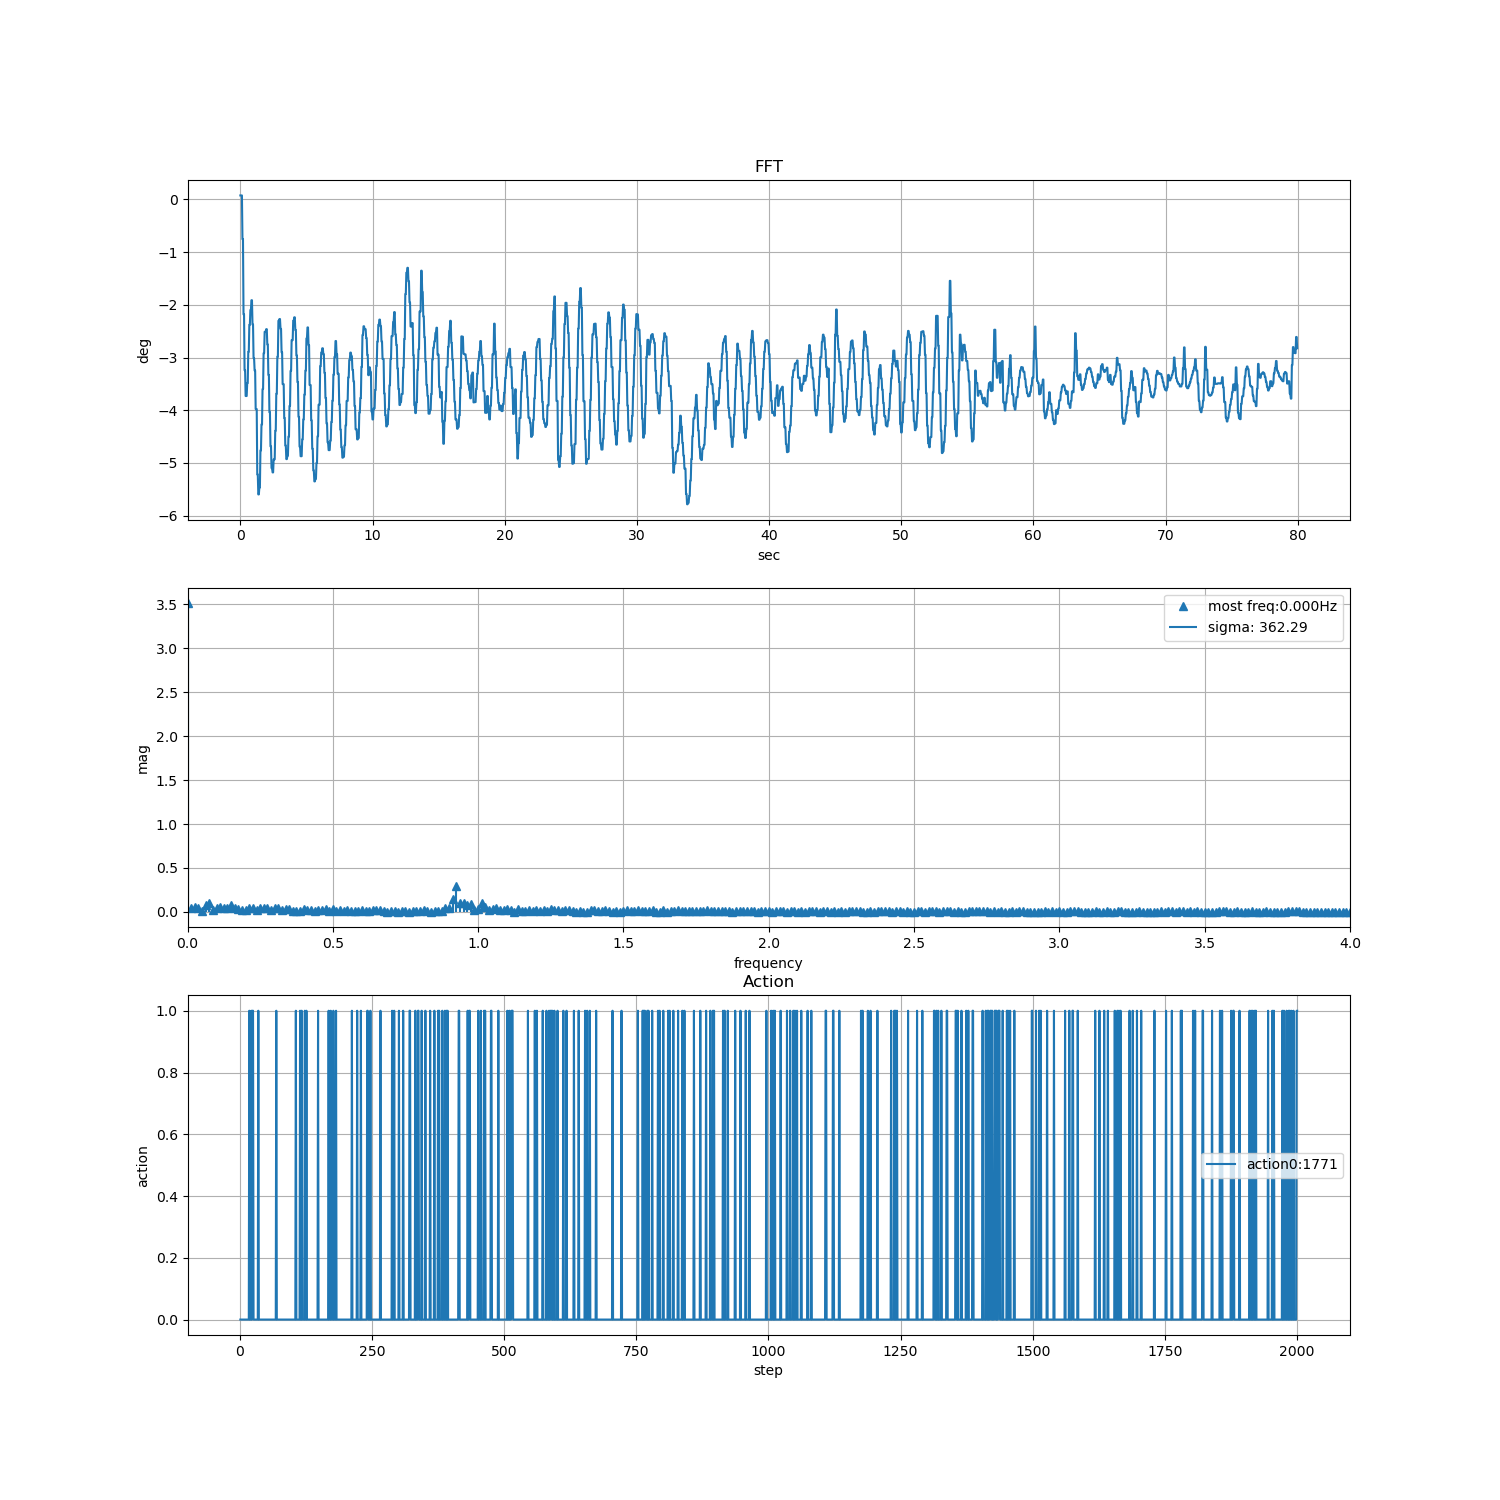 FFT
0
−1
−2
−3
−4
−5
−6
deg
0 10 20 30 40 50 60 70 80
sec
3.5
3.0
2.5
2.0
1.5
1.0
0.5
0.0
mag
most freq:0.000Hz
sigma: 362.29
0.0 0.5 1.0 1.5 2.0 2.5 3.0 3.5 4.0
frequency
Action
1.0
0.8
0.6
0.4
0.2
0.0
action
action0:1771
0 250 500 750 1000 1250 1500 1750 2000
step